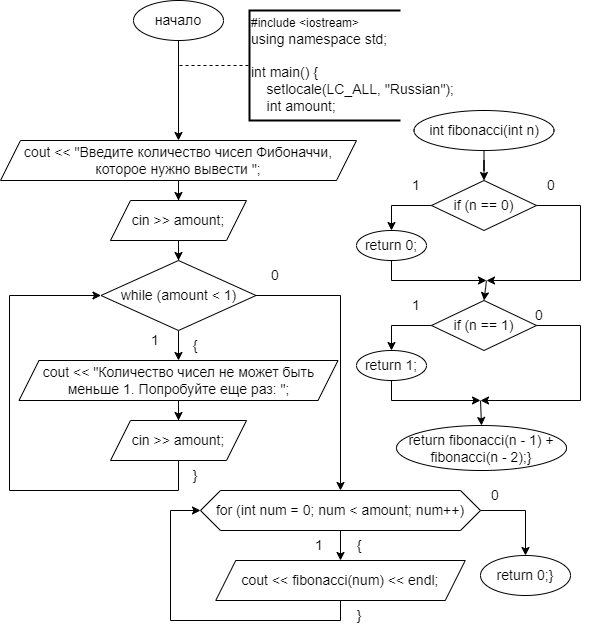 начало
#include <iostream>
using namespace std;
int main() {
setlocale(LC_ALL, "Russian");
int amount;
cout << "Введите количество чисел Фибоначчи,
которое нужно вывести ";
cin >> amount;
while (amount < 1)
0
1
{
cout << "Количество чисел не может быть
меньше 1. Попробуйте еще раз: ";
cin >> amount;
}
for (int num = 0; num < amount; num++)
0
1
{
cout << fibonacci(num) << endl;
}
return 0;}
int fibonacci(int n)
1
0
if (n == 0)
return 0;
1
0
if (n == 1)
return 1;
return fibonacci(n - 1) +
fibonacci(n - 2);}